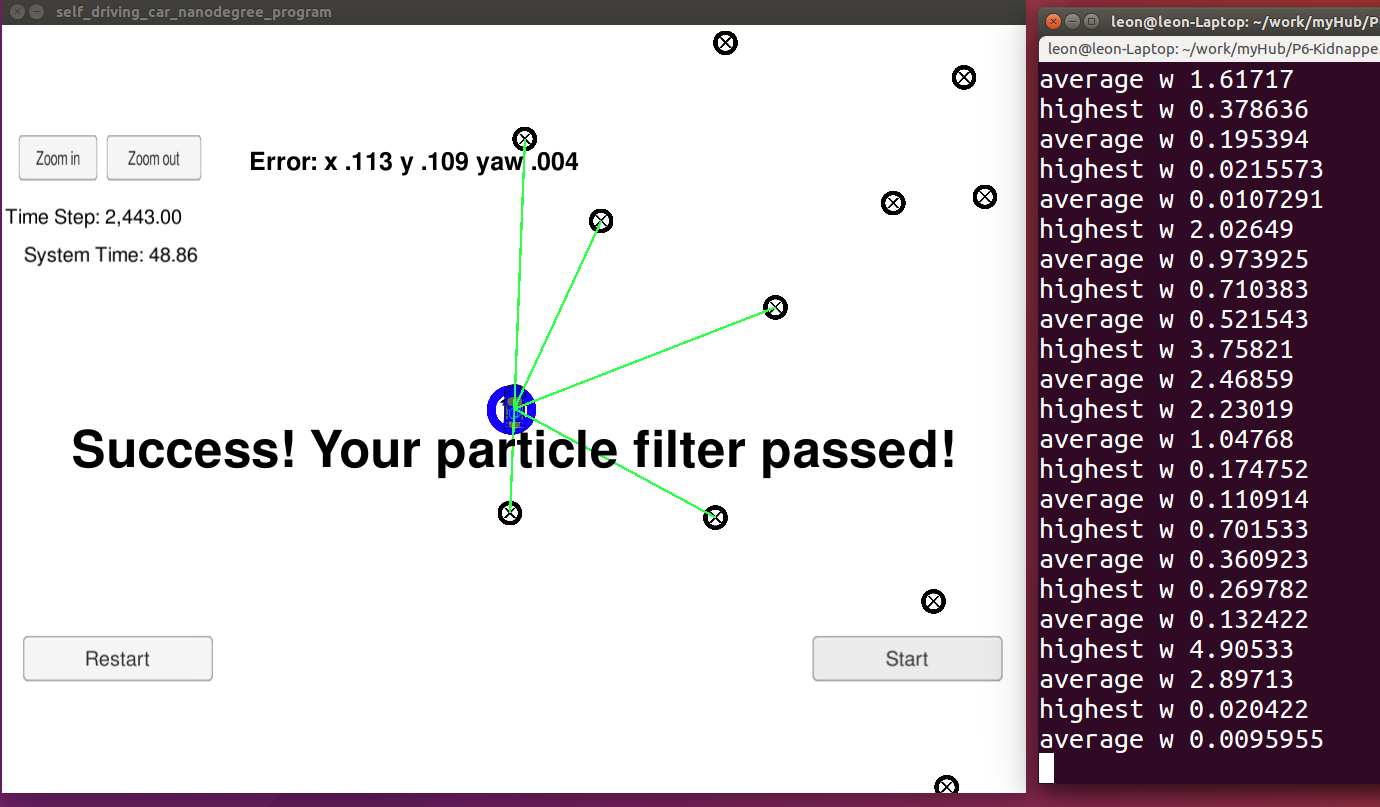 self_driving_car_nanodegree_program
Zoom in
Zoom out
Error: x .113 y .109 yaw .004
Time Step: 2,443.00
System Time: 48.86
Success! Your particle filter passed!
Restart
Start
leon@leon-Laptop: ~/work/myHub/P
leon@leon-Laptop: ~/work/myHub/P6-Kidnappe
average w 1.61717
highest w 0.378636
average w 0.195394
highest w 0.0215573
average w 0.0107291
highest w 2.02649
average w 0.973925
highest w 0.710383
average w 0.521543
highest w 3.75821
average w 2.46859
highest w 2.23019
average w 1.04768
highest w 0.174752
average w 0.110914
highest w 0.701533
average w 0.360923
highest w 0.269782
average w 0.132422
highest w 4.90533
average w 2.89713
highest w 0.020422
average w 0.0095955